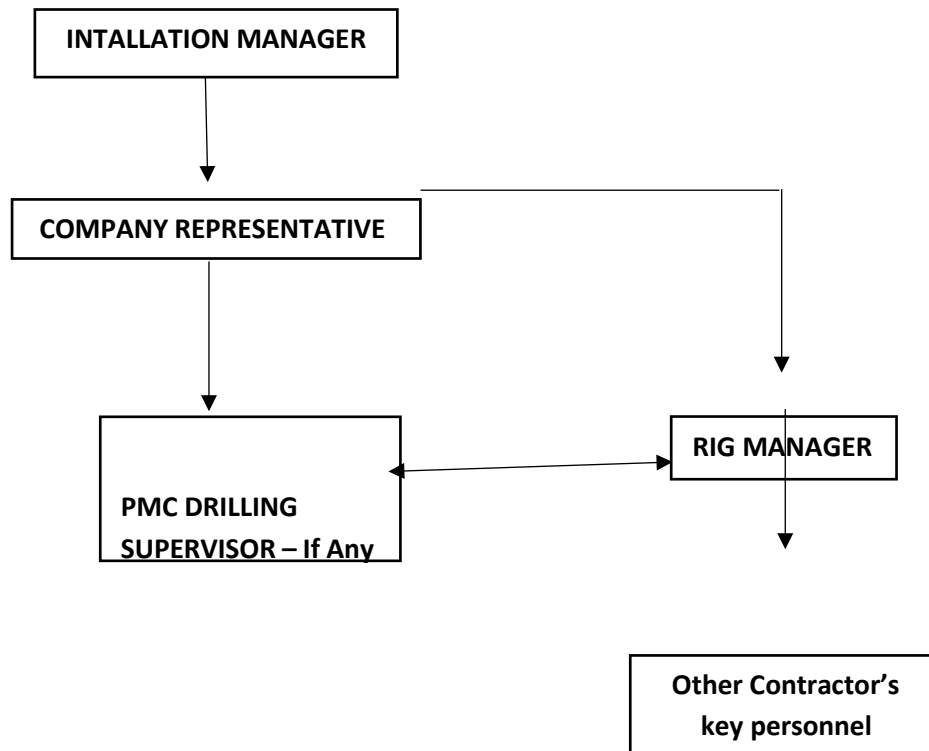 INTALLATION MANAGER
COMPANY REPRESENTATIVE
RIG MANAGER
PMC DRILLING
SUPERVISOR – If Any
Other Contractor’s
key personnel